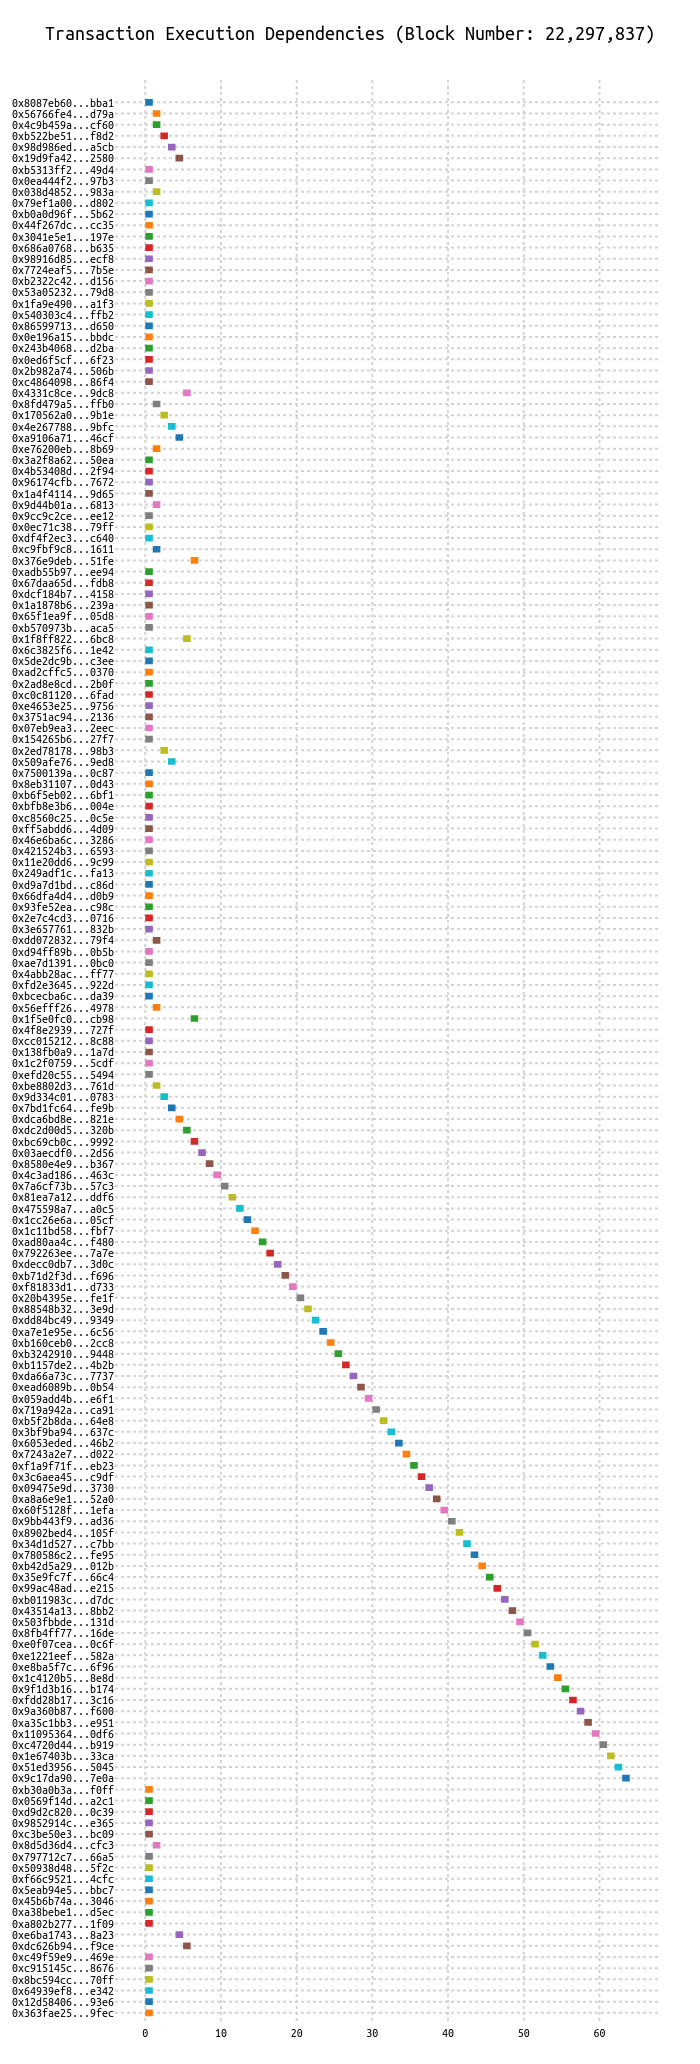 Transaction Execution Dependencies (Block Number: 22,297,837)
0x8087eb60...bba1
0x56766fe4...d79a
0x4c9b459a...cf60
0xb522be51...f8d2
0x98d986ed...a5cb
0x19d9fa42...2580
0xb5313ff2...49d4
0x0ea444f2...97b3
0x038d4852...983a
0x79ef1a00...d802
0xb0a0d96f...5b62
0x44f267dc...cc35
0x3041e5e1...197e
0x686a0768...b635
0x98916d85...ecf8
0x7724eaf5...7b5e
0xb2322c42...d156
0x53a05232...79d8
0x1fa9e490...a1f3
0x540303c4...ffb2
0x86599713...d650
0x0e196a15...bbdc
0x243b4068...d2ba
0x0ed6f5cf...6f23
0x2b982a74...506b
0xc4864098...86f4
0x4331c8ce...9dc8
0x8fd479a5...ffb0
0x170562a0...9b1e
0x4e267788...9bfc
0xa9106a71...46cf
0xe76200eb...8b69
0x3a2f8a62...50ea
0x4b53408d...2f94
0x96174cfb...7672
0x1a4f4114...9d65
0x9d44b01a...6813
0x9cc9c2ce...ee12
0x0ec71c38...79ff
0xdf4f2ec3...c640
0xc9fbf9c8...1611
0x376e9deb...51fe
0xadb55b97...ee94
0x67daa65d...fdb8
0xdcf184b7...4158
0x1a1878b6...239a
0x65f1ea9f...05d8
0xb570973b...aca5
0x1f8ff822...6bc8
0x6c3825f6...1e42
0x5de2dc9b...c3ee
0xad2cffc5...0370
0x2ad8e8cd...2b0f
0xc0c81120...6fad
0xe4653e25...9756
0x3751ac94...2136
0x07eb9ea3...2eec
0x154265b6...27f7
0x2ed78178...98b3
0x509afe76...9ed8
0x7500139a...0c87
0x8eb31107...0d43
0xb6f5eb02...6bf1
0xbfb8e3b6...004e
0xc8560c25...0c5e
0xff5abdd6...4d09
0x46e6ba6c...3286
0x421524b3...6593
0x11e20dd6...9c99
0x249adf1c...fa13
0xd9a7d1bd...c86d
0x66dfa4d4...d0b9
0x93fe52ea...c98c
0x2e7c4cd3...0716
0x3e657761...832b
0xdd072832...79f4
0xd94ff89b...0b5b
0xae7d1391...0bc0
0x4abb28ac...ff77
0xfd2e3645...922d
0xbcecba6c...da39
0x56efff26...4978
0x1f5e0fc0...cb98
0x4f8e2939...727f
0xcc015212...8c88
0x138fb0a9...1a7d
0x1c2f0759...5cdf
0xefd20c55...5494
0xbe8802d3...761d
0x9d334c01...0783
0x7bd1fc64...fe9b
0xdca6bd8e...821e
0xdc2d00d5...320b
0xbc69cb0c...9992
0x03aecdf0...2d56
0x8580e4e9...b367
0x4c3ad186...463c
0x7a6cf73b...57c3
0x81ea7a12...ddf6
0x475598a7...a0c5
0x1cc26e6a...05cf
0x1c11bd58...fbf7
0xad80aa4c...f480
0x792263ee...7a7e
0xdecc0db7...3d0c
0xb71d2f3d...f696
0xf81833d1...d733
0x20b4395e...fe1f
0x88548b32...3e9d
0xdd84bc49...9349
0xa7e1e95e...6c56
0xb160ceb0...2cc8
0xb3242910...9448
0xb1157de2...4b2b
0xda66a73c...7737
0xead6089b...0b54
0x059add4b...e6f1
0x719a942a...ca91
0xb5f2b8da...64e8
0x3bf9ba94...637c
0x6053eded...46b2
0x7243a2e7...d022
0xf1a9f71f...eb23
0x3c6aea45...c9df
0x09475e9d...3730
0xa8a6e9e1...52a0
0x60f5128f...1efa
0x9bb443f9...ad36
0x8902bed4...105f
0x34d1d527...c7bb
0x780586c2...fe95
0xb42d5a29...012b
0x35e9fc7f...66c4
0x99ac48ad...e215
0xb011983c...d7dc
0x43514a13...8bb2
0x503fbbde...131d
0x8fb4ff77...16de
0xe0f07cea...0c6f
0xe1221eef...582a
0xe8ba5f7c...6f96
0x1c4120b5...8e8d
0x9f1d3b16...b174
0xfdd28b17...3c16
0x9a360b87...f600
0xa35c1bb3...e951
0x11095364...0df6
0xc4720d44...b919
0x1e67403b...33ca
0x51ed3956...5045
0x9c17da90...7e0a
0xb30a0b3a...f0ff
0x0569f14d...a2c1
0xd9d2c820...0c39
0x9852914c...e365
0xc3be50e3...bc09
0x8d5d36d4...cfc3
0x797712c7...66a5
0x50938d48...5f2c
0xf66c9521...4cfc
0x5eab94e5...bbc7
0x45b6b74a...3046
0xa38bebe1...d5ec
0xa802b277...1f09
0xe6ba1743...8a23
0xdc626b94...f9ce
0xc49f59e9...469e
0xc915145c...8676
0x8bc594cc...70ff
0x64939ef8...e342
0x12d58406...93e6
0x363fae25...9fec
0 10 20 30 40 50 60